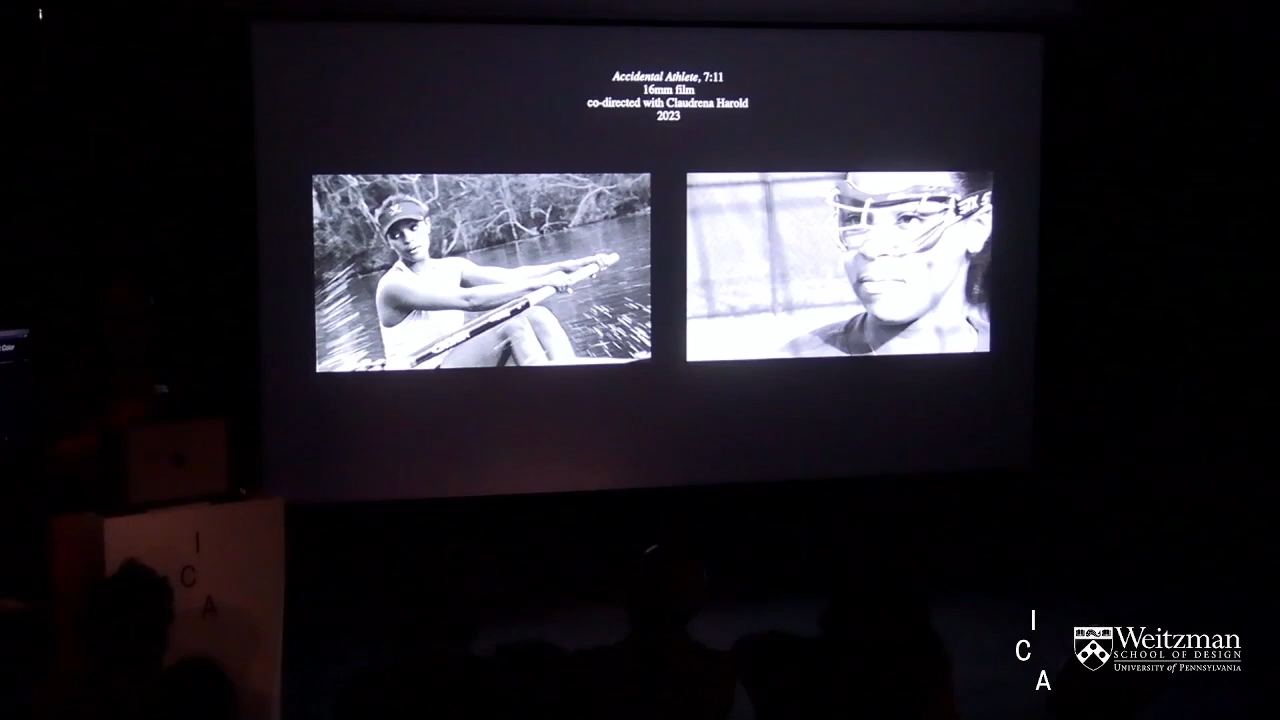 Accidental Athlete, 7:11
16mm film
co-directed with Claudrena Harold
2023
Color
I
C
A
I
C
A
Weitzman
SCHOOL OF DESIGN
UNIVERSITY OF PENNSYLVANIA